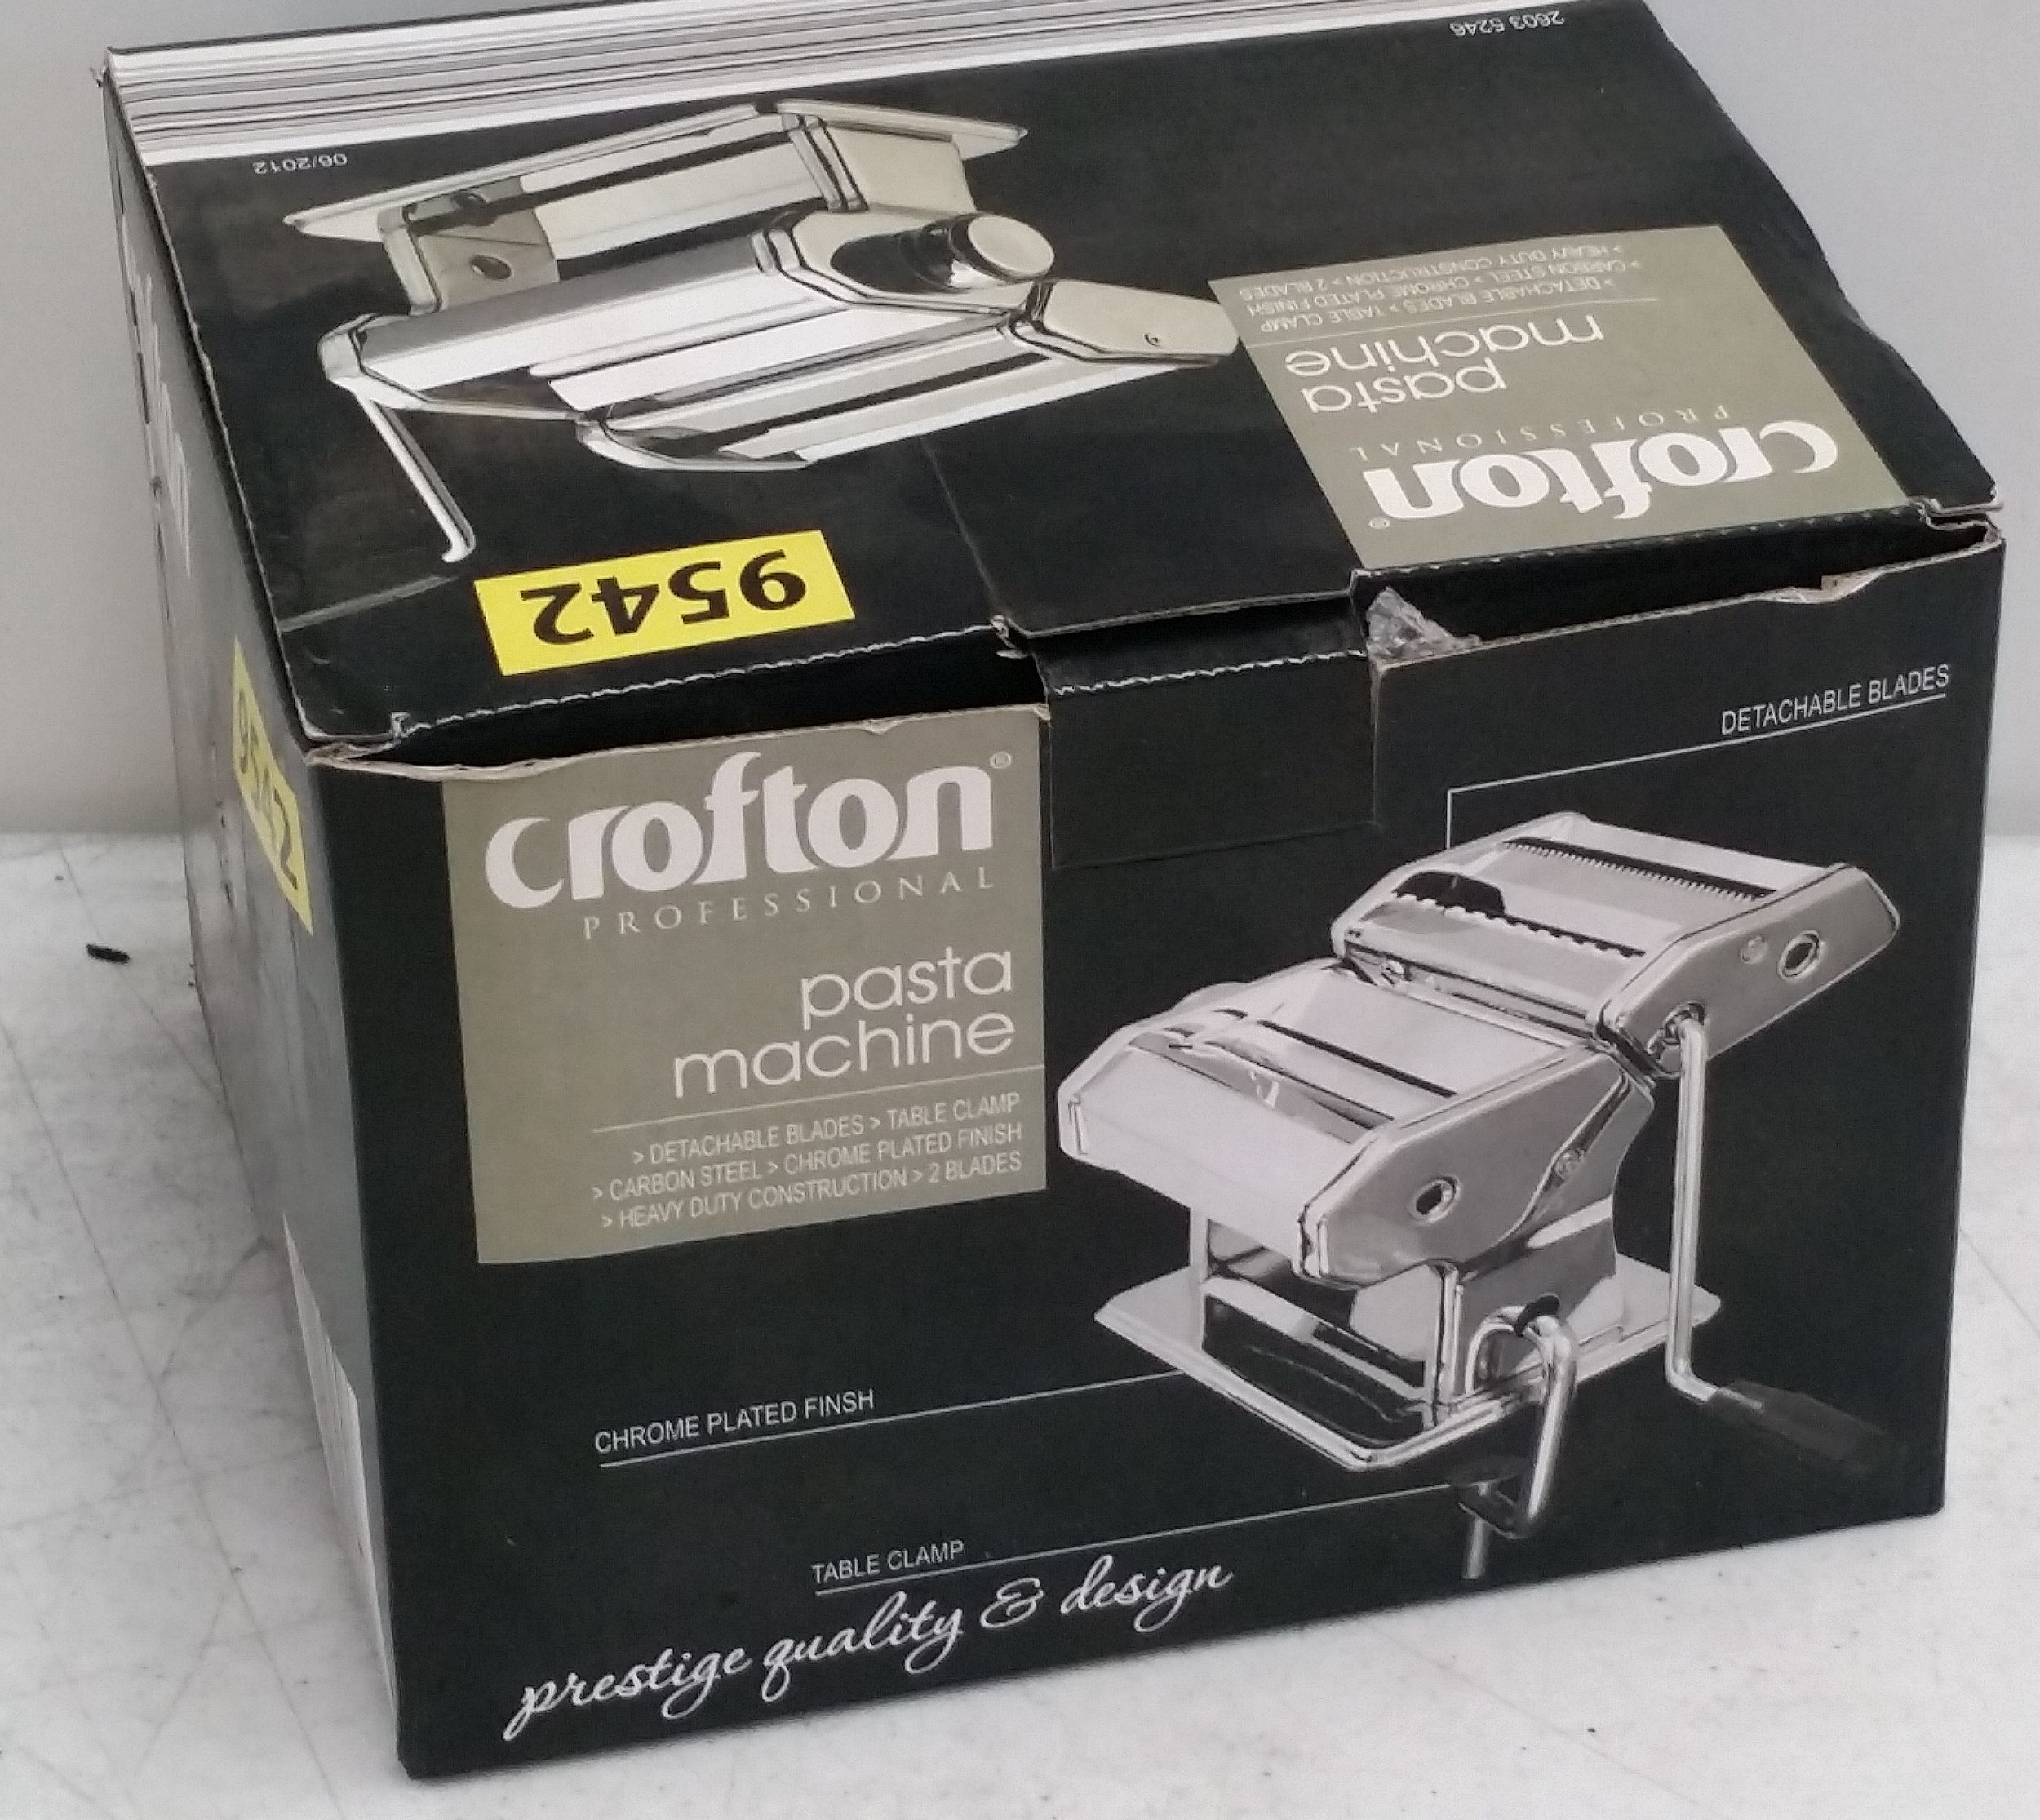 2603 5246
06/2012
crofton®
PROFESSIONAL
pasta
machine
> DETACHABLE BLADES > TABLE CLAMP
> CARBON STEEL > CHROME PLATED FINISH
> HEAVY DUTY CONSTRUCTION > 2 BLADES
9542
9542
crofton®
PROFESSIONAL
pasta
machine
> DETACHABLE BLADES > TABLE CLAMP
> CARBON STEEL > CHROME PLATED FINISH
> HEAVY DUTY CONSTRUCTION > 2 BLADES
DETACHABLE BLADES
CHROME PLATED FINSH
TABLE CLAMP
prestige quality & design